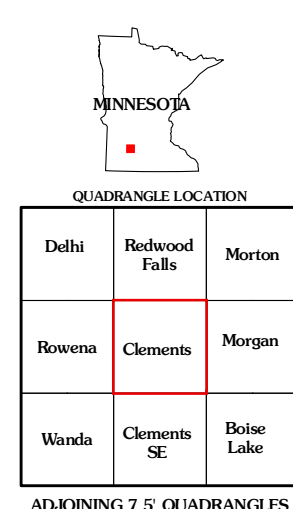 MINNESOTA
QUADRANGLE LOCATION
Delhi
Redwood
Falls
Morton
Rowena
Clements
Morgan
Wanda
Clements
SE
Boise
Lake
ADJOINING 7.5' QUADRANGLES